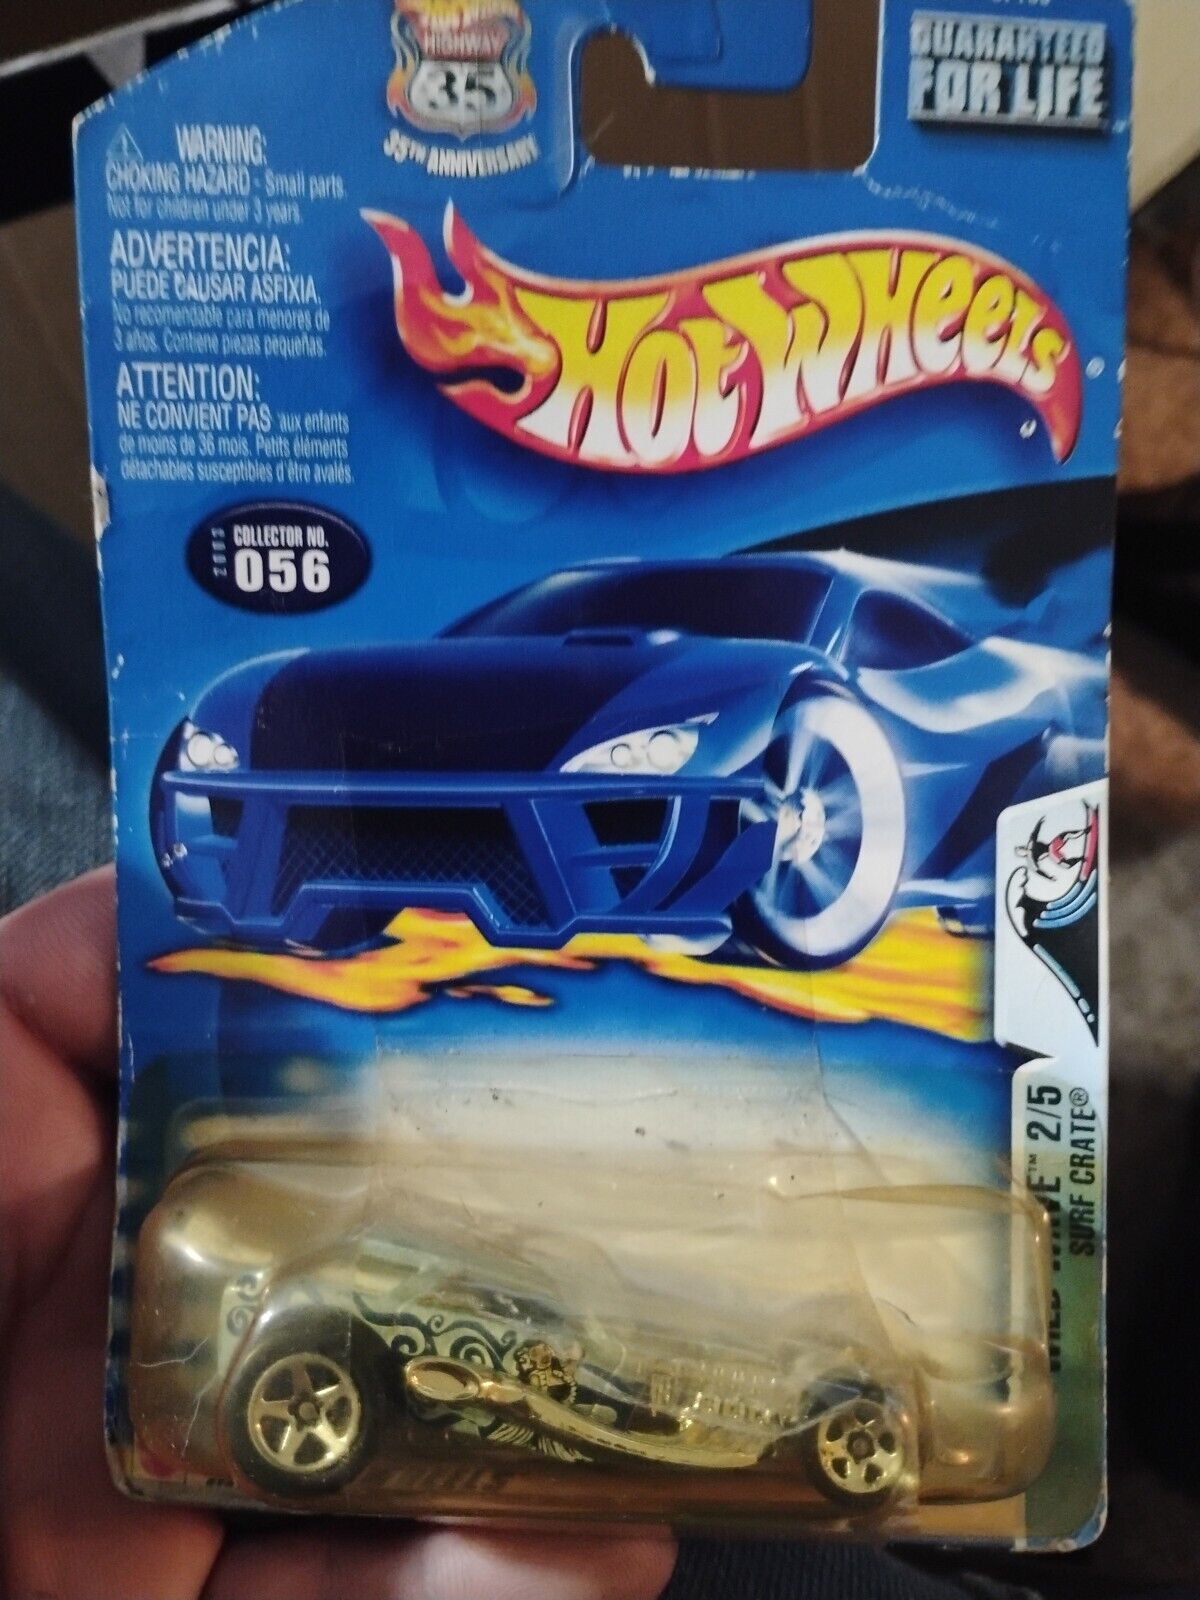 HIGHWAY
35
35TH ANNIVERSARY
GUARANTEED
FOR LIFE
WARNING:
CHOKING HAZARD - Small parts.
Not for children under 3 years.
ADVERTENCIA:
PUEDE CAUSAR ASFIXIA.
No recomendable para menores de
3 años. Contiene piezas pequeñas.
ATTENTION:
NE CONVIENT PAS aux enfants
de moins de 36 mois. Petits éléments
détachables susceptibles d'être avalés.
HOT WHEELS
2003
COLLECTOR NO.
056
WILD WAVE™ 2/5
SURF CRATE®